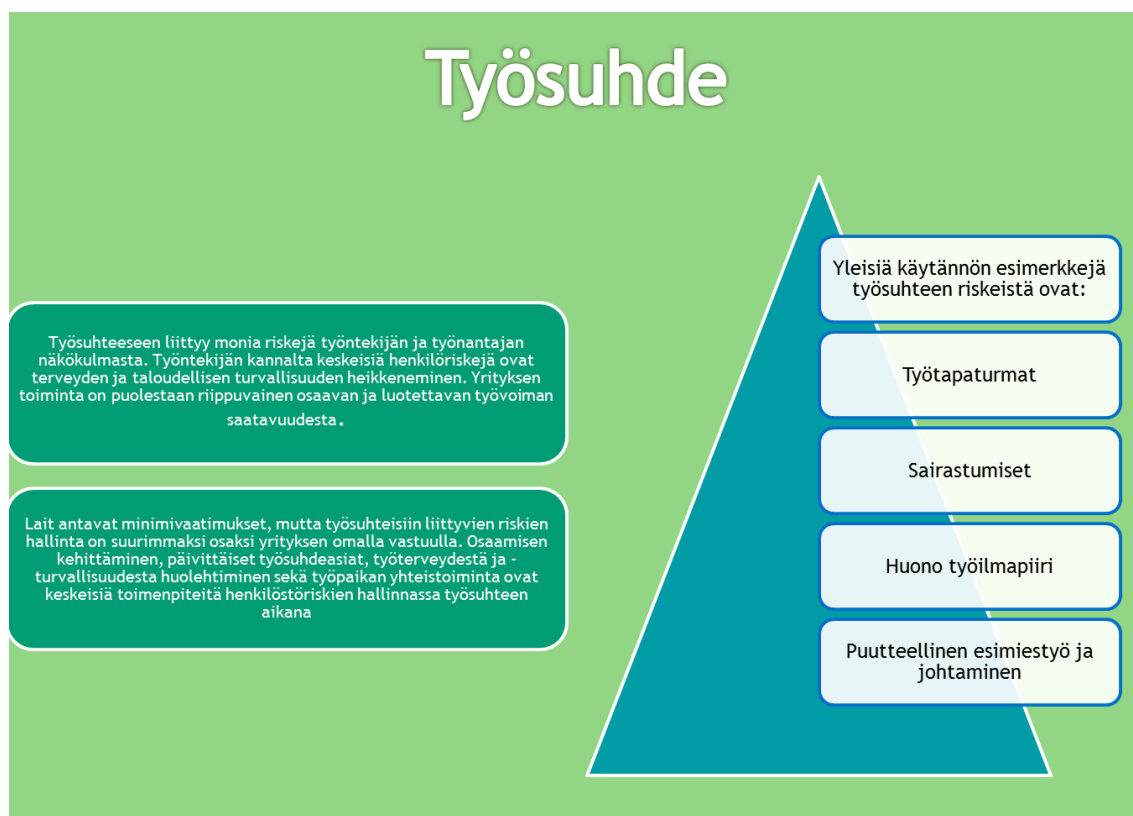 Työsuhde
Työsuhteeseen liittyy monia riskejä työntekijän ja työnantajan
näkökulmasta. Työntekijän kannalta keskeisiä henkilöriskejä ovat
terveyden ja taloudellisen turvallisuuden heikkeneminen. Yrityksen
toiminta on puolestaan riippuvainen osaavan ja luotettavan työvoiman
saatavuudesta.
Lait antavat minimivaatimukset, mutta työsuhteisiin liittyvien riskien
hallinta on suurimmaksi osaksi yrityksen omalla vastuulla. Osaamisen
kehittäminen, päivittäiset työsuhdeasiat, työterveydestä ja -
turvallisuudesta huolehtiminen sekä työpaikan yhteistoiminta ovat
keskeisiä toimenpiteitä henkilöstöriskien hallinnassa työsuhteen
aikana
Yleisiä käytännön esimerkkejä
työsuhteen riskeistä ovat:
Työtapaturmat
Sairastumiset
Huono työilmapiiri
Puutteellinen esimiestyö ja
johtaminen